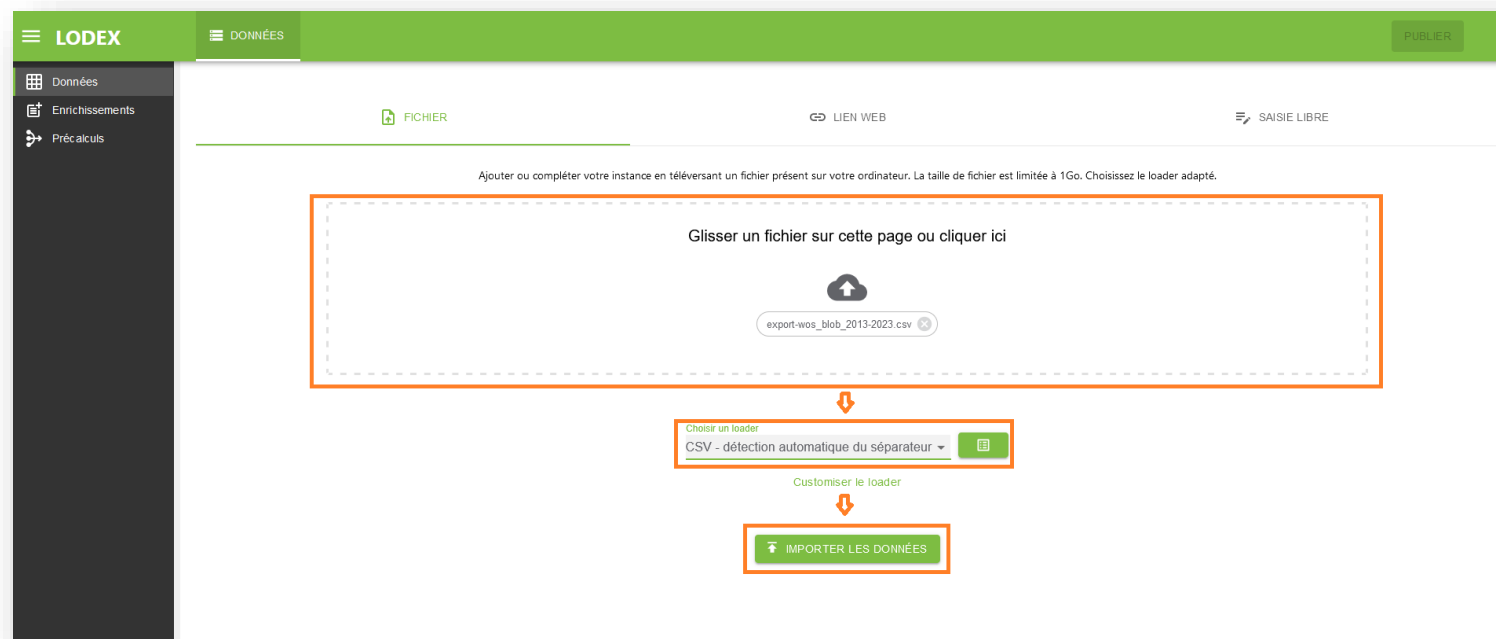 LODEX
DONNÉES
PUBLIER
Données
Enrichissements
Précalculs
FICHIER
LIEN WEB
SAISIE LIBRE
Ajouter ou compléter votre instance en téléversant un fichier présent sur votre ordinateur. La taille de fichier est limitée à 1Go. Choisissez le loader adapté.
Glisser un fichier sur cette page ou cliquer ici
export-wos_blob_2013-2023.csv
Choisir un loader
CSV - détection automatique du séparateur
Customiser le loader
IMPORTER LES DONNÉES